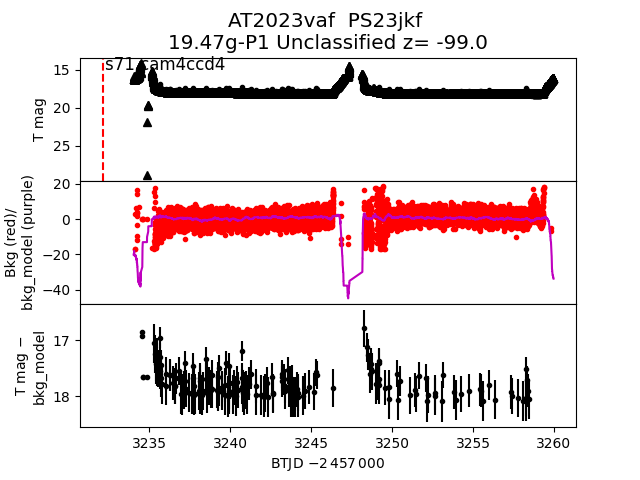 AT2023vaf  PS23jkf
19.47g-P1 Unclassified z= -99.0
s71 cam4ccd4
T mag
15
20
25
Bkg (red)/
bkg_model (purple)
20
0
−20
−40
T mag −
bkg_model
17
18
3235
3240
3245
3250
3255
3260
BTJD −2 457 000